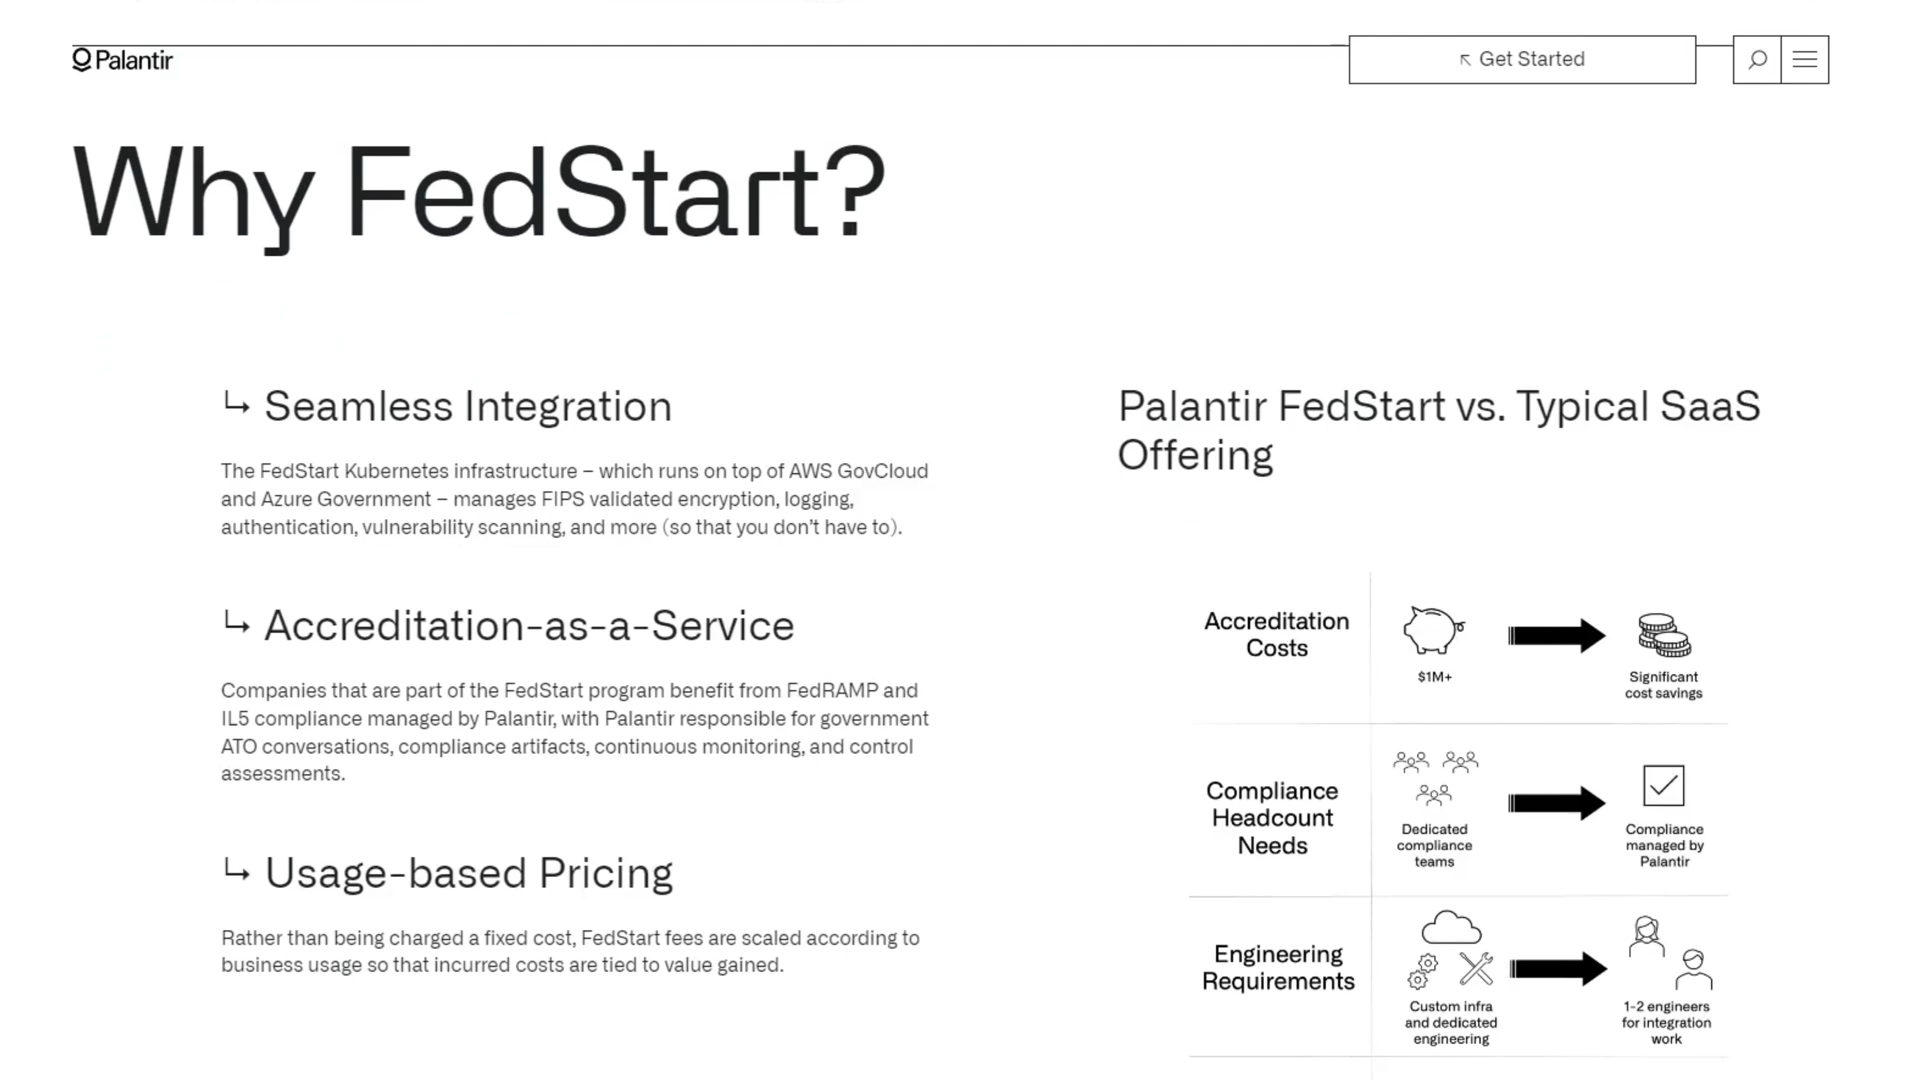 Palantir
Get Started
Why FedStart?
Seamless Integration
The FedStart Kubernetes infrastructure – which runs on top of AWS GovCloud
and Azure Government – manages FIPS validated encryption, logging,
authentication, vulnerability scanning, and more (so that you don't have to).
Accreditation-as-a-Service
Companies that are part of the FedStart program benefit from FedRAMP and
IL5 compliance managed by Palantir, with Palantir responsible for government
ATO conversations, compliance artifacts, continuous monitoring, and control
assessments.
Usage-based Pricing
Rather than being charged a fixed cost, FedStart fees are scaled according to
business usage so that incurred costs are tied to value gained.
Palantir FedStart vs. Typical SaaS
Offering
Accreditation
Costs
$1M+
Significant
cost savings
Compliance
Headcount
Needs
Dedicated
compliance
teams
Compliance
managed by
Palantir
Engineering
Requirements
Custom infra
and dedicated
engineering
1-2 engineers
for integration
work